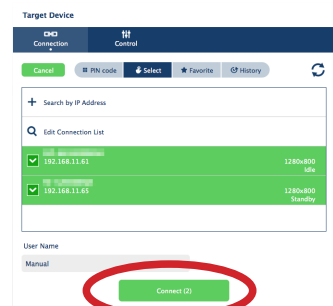 Target Device
Connection
Control
Cancel
PIN code
Select
Favorite
History
Search by IP Address
Edit Connection List
192.168.11.61
1280x800
Idle
192.168.11.65
1280x800
Standby
User Name
Manual
Connect (2)